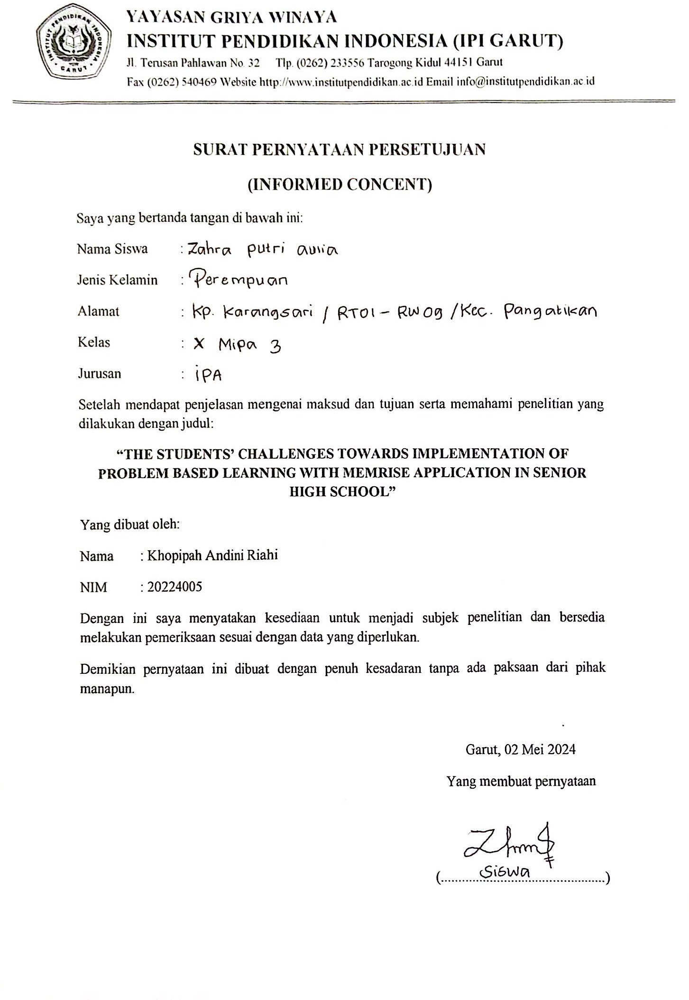 INSTITUT PENDIDIKAN INDONESIA
GARUT
YAYASAN GRIYA WINAYA
INSTITUT PENDIDIKAN INDONESIA (IPI GARUT)
Jl. Terusan Pahlawan No. 32 Tlp. (0262) 233556 Tarogong Kidul 44151 Garut
Fax (0262) 540469 Website http://www.institutpendidikan.ac.id Email info@institutpendidikan.ac.id
SURAT PERNYATAAN PERSETUJUAN
(INFORMED CONCENT)
Saya yang bertanda tangan di bawah ini:
Nama Siswa : Zahra putri aulia
Jenis Kelamin : Perempuan
Alamat : Kp. Karangsari / RT01 - RW 09 / Kec. Pangatikan
Kelas : X Mipa 3
Jurusan : iPA
Setelah mendapat penjelasan mengenai maksud dan tujuan serta memahami penelitian yang
dilakukan dengan judul:
“THE STUDENTS’ CHALLENGES TOWARDS IMPLEMENTATION OF
PROBLEM BASED LEARNING WITH MEMRISE APPLICATION IN SENIOR
HIGH SCHOOL”
Yang dibuat oleh:
Nama : Khopipah Andini Riahi
NIM : 20224005
Dengan ini saya menyatakan kesediaan untuk menjadi subjek penelitian dan bersedia
melakukan pemeriksaan sesuai dengan data yang diperlukan.
Demikian pernyataan ini dibuat dengan penuh kesadaran tanpa ada paksaan dari pihak
manapun.
Garut, 02 Mei 2024
Yang membuat pernyataan
(siswa)